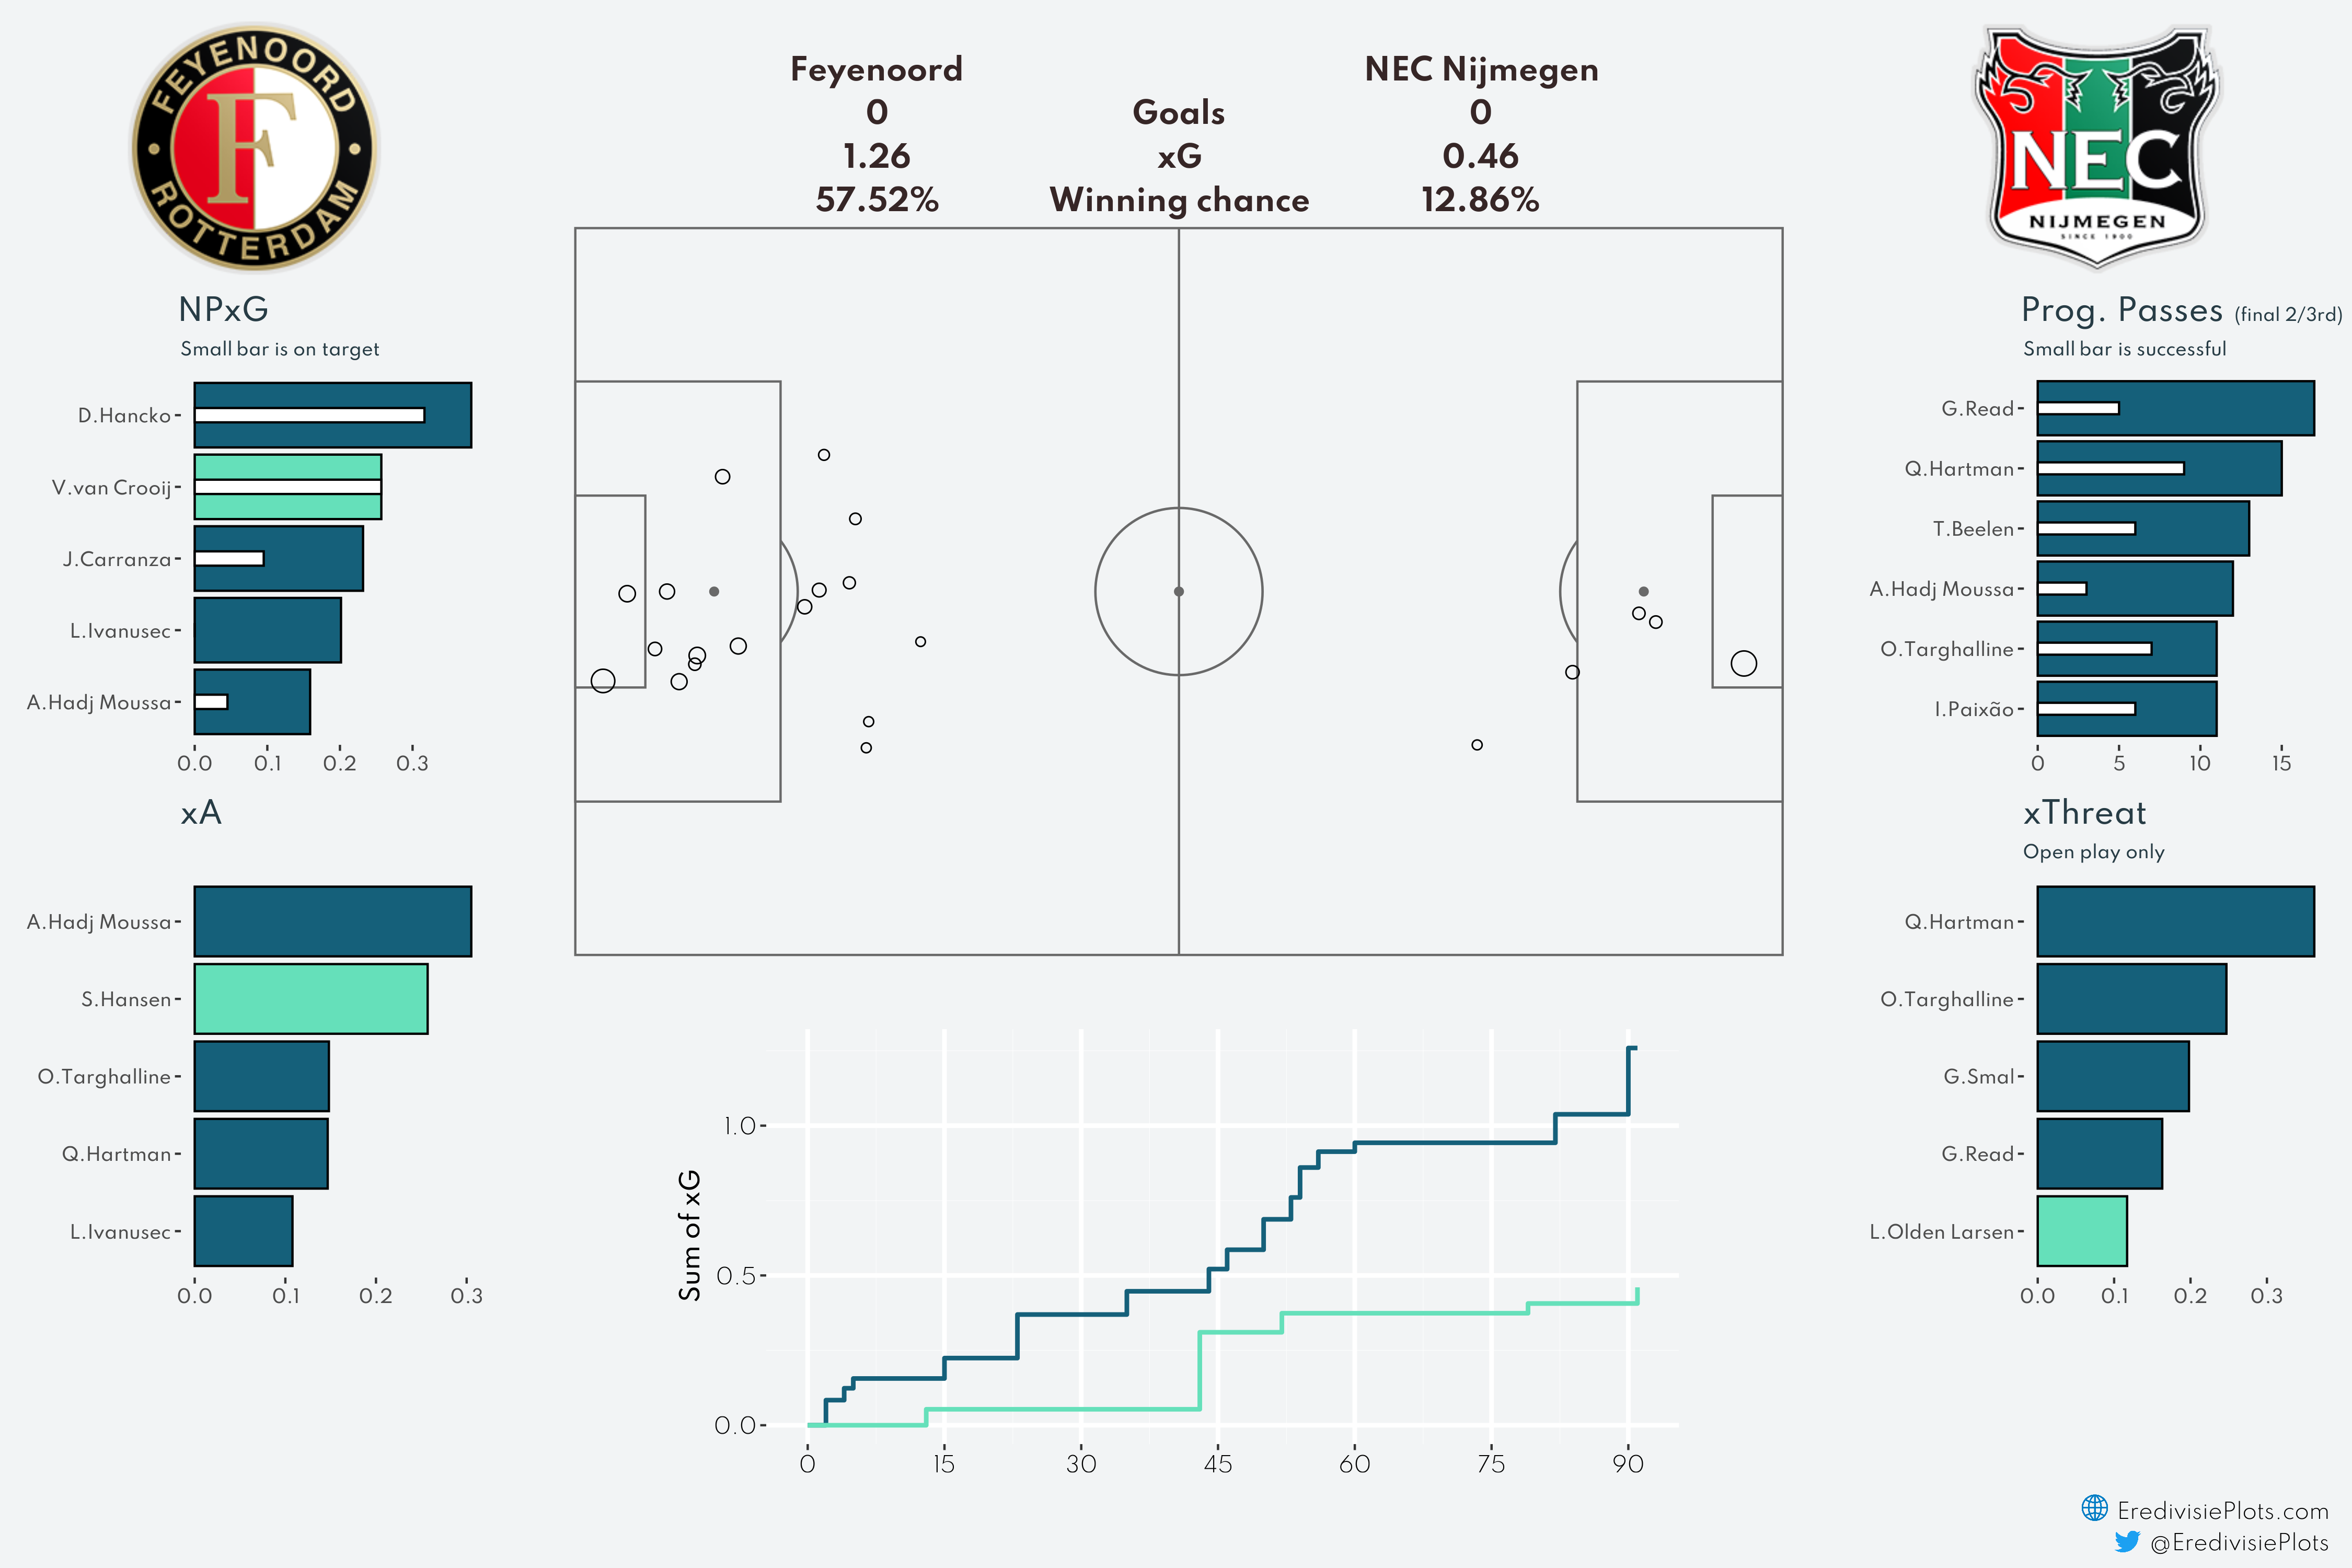 FEYENOORD
ROTTERDAM
F
Feyenoord NEC Nijmegen
0 Goals 0
1.26 xG 0.46
57.52% Winning chance 12.86%
NEC
NIJMEGEN
SINCE 1900
NPxG
Small bar is on target
D.Hancko
V.van Crooij
J.Carranza
L.Ivanusec
A.Hadj Moussa
0.0 0.1 0.2 0.3
xA
A.Hadj Moussa
S.Hansen
O.Targhalline
Q.Hartman
L.Ivanusec
0.0 0.1 0.2 0.3
Sum of xG
1.0
0.5
0.0
0 15 30 45 60 75 90
Prog. Passes (final 2/3rd)
Small bar is successful
G.Read
Q.Hartman
T.Beelen
A.Hadj Moussa
O.Targhalline
I.Paixão
0 5 10 15
xThreat
Open play only
Q.Hartman
O.Targhalline
G.Smal
G.Read
L.Olden Larsen
0.0 0.1 0.2 0.3
EredivisiePlots.com
@EredivisiePlots